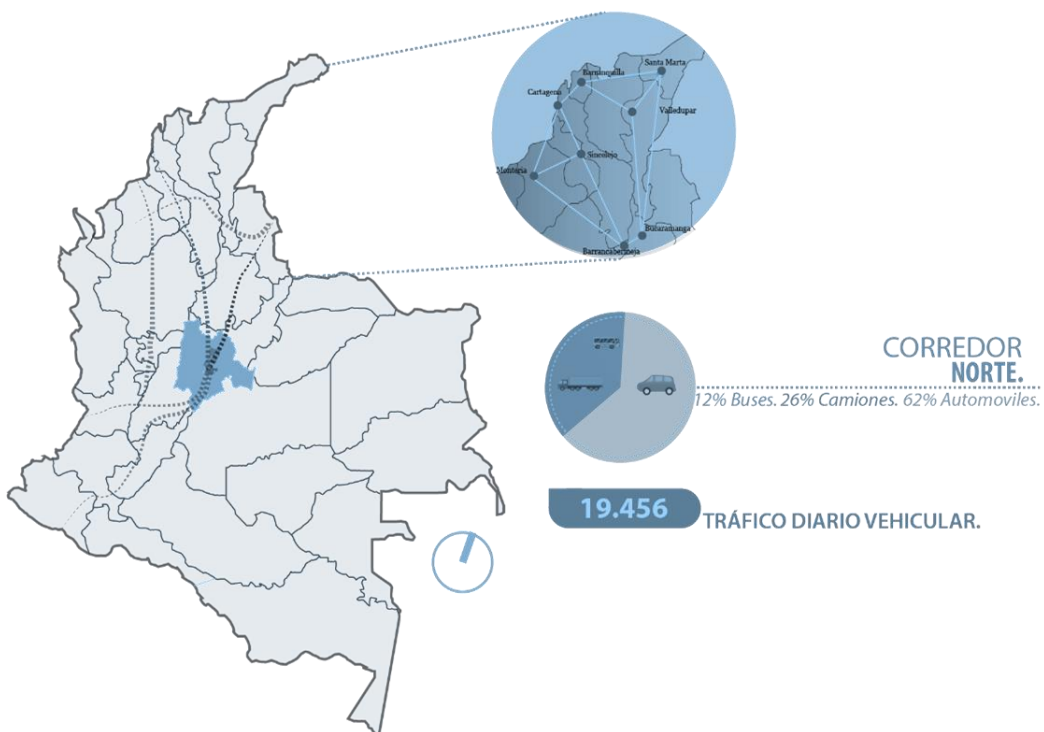 Santa Marta
Barranquilla
Cartagena
Valledupar
Sincelejo
Monteria
Bucaramanga
Barrancabermeja
CORREDOR
NORTE.
12% Buses. 26% Camiones. 62% Automoviles.
19.456
TRÁFICO DIARIO VEHICULAR.